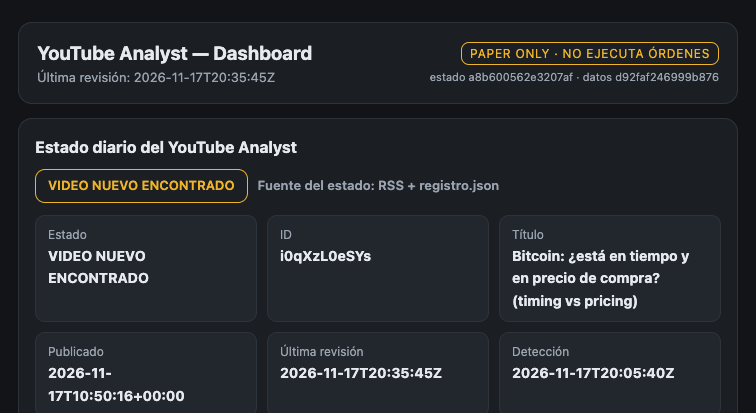 YouTube Analyst — Dashboard
PAPER ONLY · NO EJECUTA ÓRDENES
Última revisión: 2026-11-17T20:35:45Z
estado a8b600562e3207af · datos d92faf246999b876
Estado diario del YouTube Analyst
VIDEO NUEVO ENCONTRADO
Fuente del estado: RSS + registro.json
Estado
VIDEO NUEVO
ENCONTRADO
ID
i0qXzL0eSYs
Título
Bitcoin: ¿está en tiempo y
en precio de compra?
(timing vs pricing)
Publicado
2026-11-
17T10:50:16+00:00
Última revisión
2026-11-17T20:35:45Z
Detección
2026-11-17T20:05:40Z